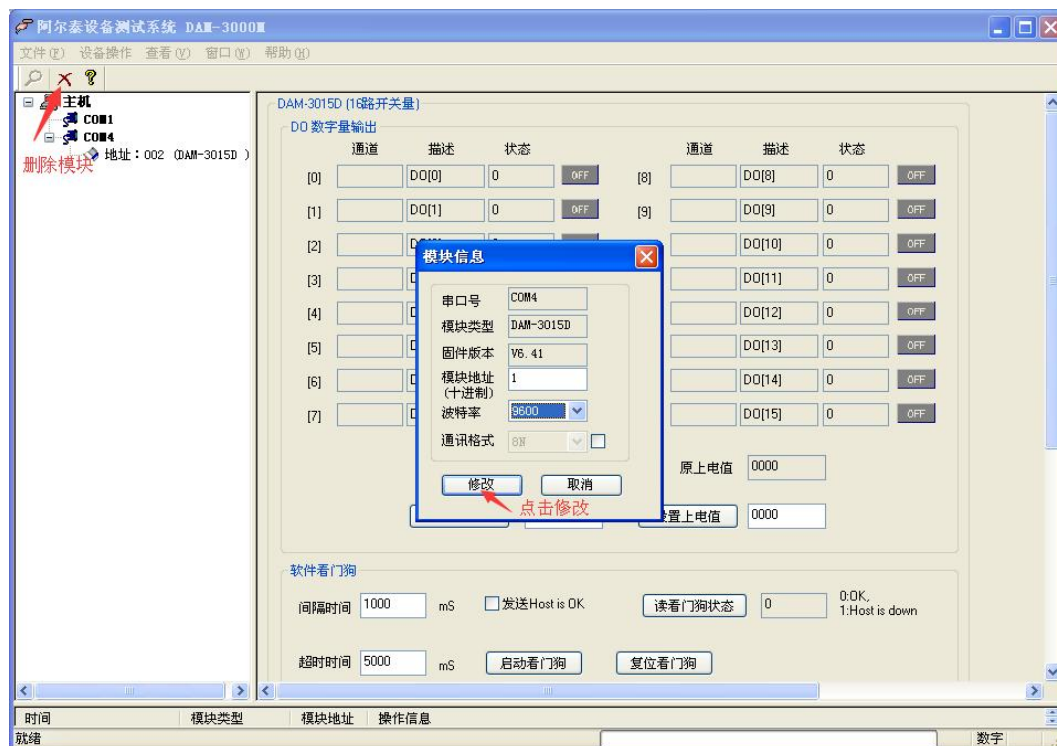 阿尔泰设备测试系统 DAM-3000M
文件(F) 设备操作 查看(V) 窗口(W) 帮助(H)
主机
COM1
COM4
地址：002 (DAM-3015D )
删除模块
DAM-3015D (16路开关量)
DO 数字量输出
通道 描述 状态 通道 描述 状态
[0] DO[0] 0 OFF [8] DO[8] 0 OFF
[1] DO[1] 0 OFF [9] DO[9] 0 OFF
[2] DO[10] 0 OFF
[3] DO[11] 0 OFF
[4] DO[12] 0 OFF
[5] DO[13] 0 OFF
[6] DO[14] 0 OFF
[7] DO[15] 0 OFF
模块信息
串口号 COM4
模块类型 DAM-3015D
固件版本 V6.41
模块地址 1
(十进制)
波特率 9600
通讯格式 8N
修改 取消
点击修改
原上电值 0000
置上电值 0000
软件看门狗
间隔时间 1000 mS 发送Host is OK 读看门狗状态 0 0:OK,
1:Host is down
超时时间 5000 mS 启动看门狗 复位看门狗
时间 模块类型 模块地址 操作信息
就绪 数字